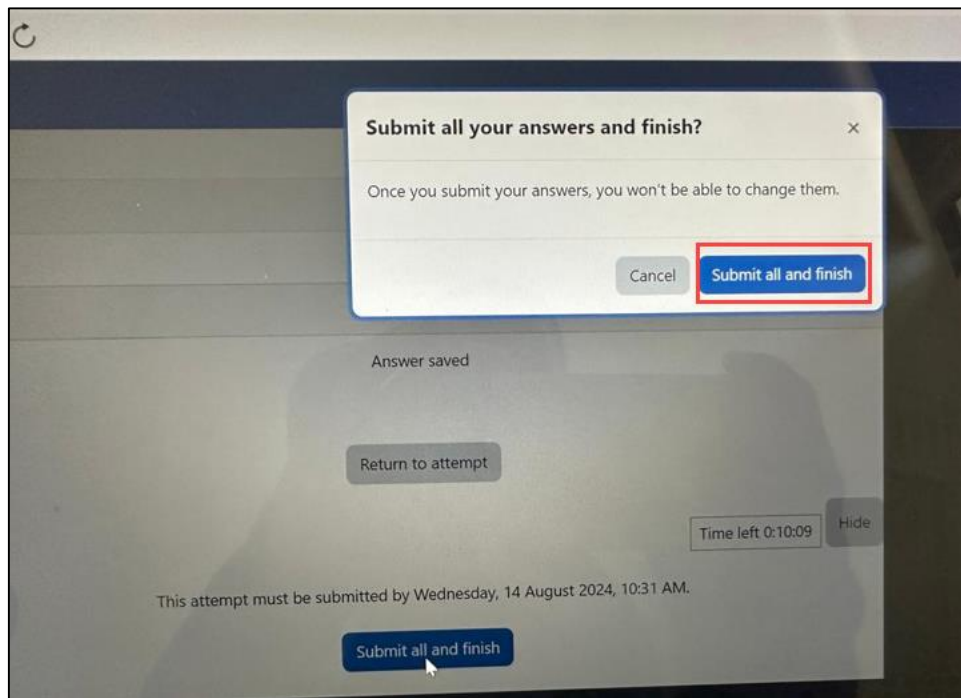 Submit all your answers and finish?
×
Once you submit your answers, you won't be able to change them.
Cancel
Submit all and finish
Answer saved
Return to attempt
Time left 0:10:09
Hide
This attempt must be submitted by Wednesday, 14 August 2024, 10:31 AM.
Submit all and finish